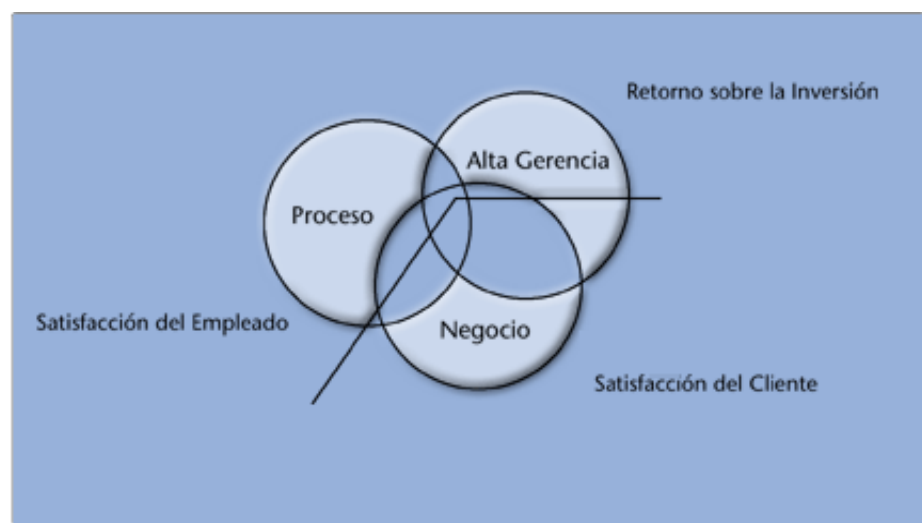 Retorno sobre la Inversión
Alta Gerencia
Proceso
Satisfacción del Empleado
Negocio
Satisfacción del Cliente